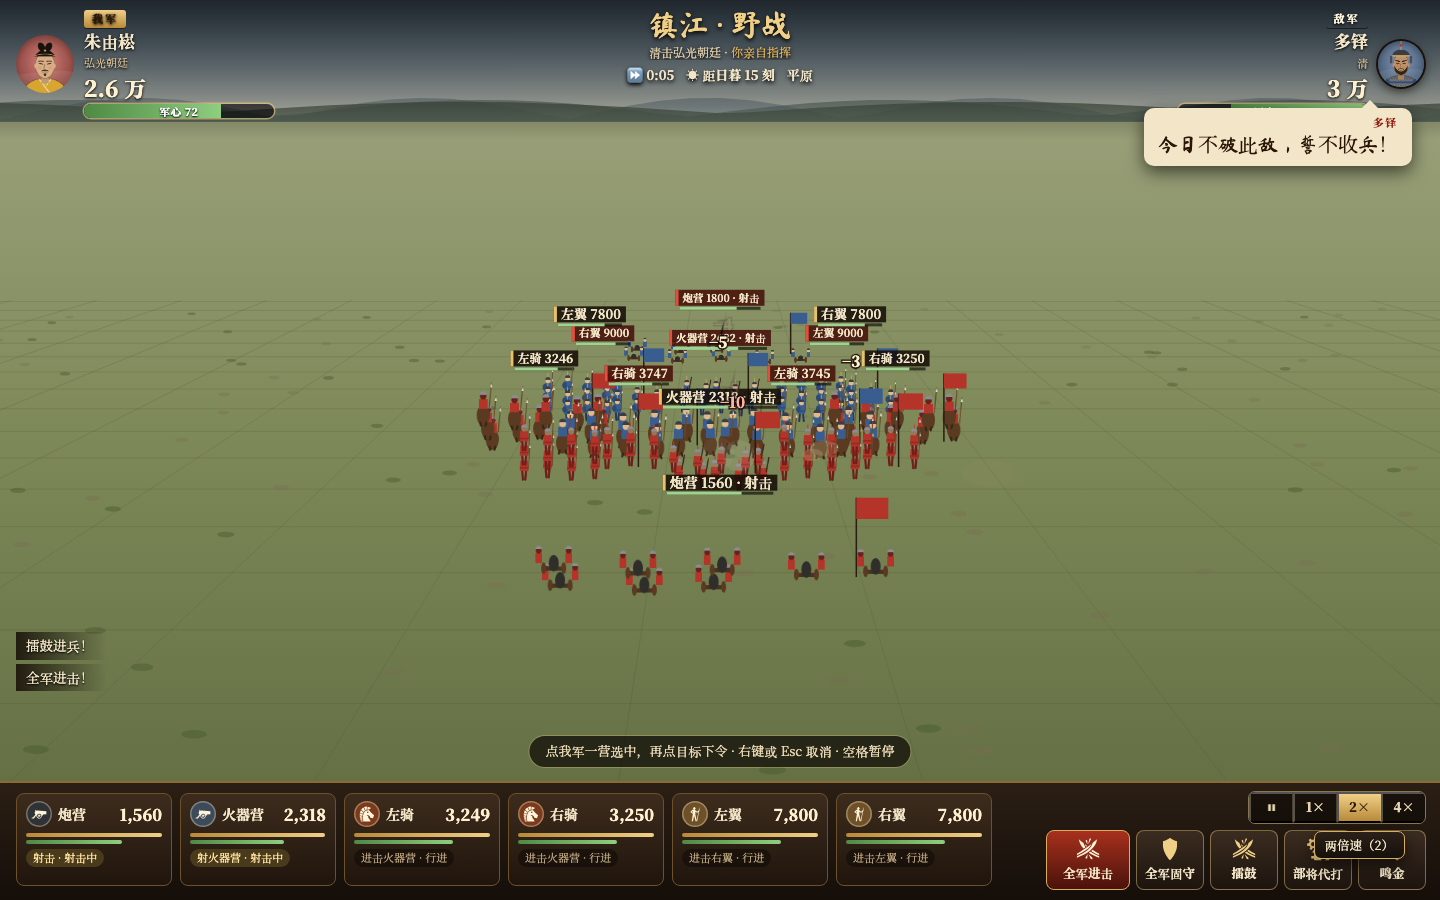 我军
朱由崧
弘光朝廷
2.6 万
军心 72
镇江 · 野战
清击弘光朝廷 · 你亲自指挥
0:05 距日暮 15 刻 平原
敌军
多铎
清
3 万
多铎
今日不破此敌，誓不收兵！
炮营 1800 · 射击
左翼 7800
右翼 7800
右翼 9000
火器营 · 射击
左翼 9000
-5
左骑 3246
-3
右骑 3250
右骑 3747
左骑 3745
火器营 · 射击
-10
炮营 1560 · 射击
擂鼓进兵！
全军进击！
点我军一营选中，再点目标下令 · 右键或 Esc 取消 · 空格暂停
炮营 1,560
射击 · 射击中
火器营 2,318
射火器营 · 射击中
左骑 3,249
进击火器营 · 行进
右骑 3,250
进击火器营 · 行进
左翼 7,800
进击右翼 · 行进
右翼 7,800
进击左翼 · 行进
1× 2× 4×
两倍速（2）
全军进击
全军固守
擂鼓
部将代打
鸣金